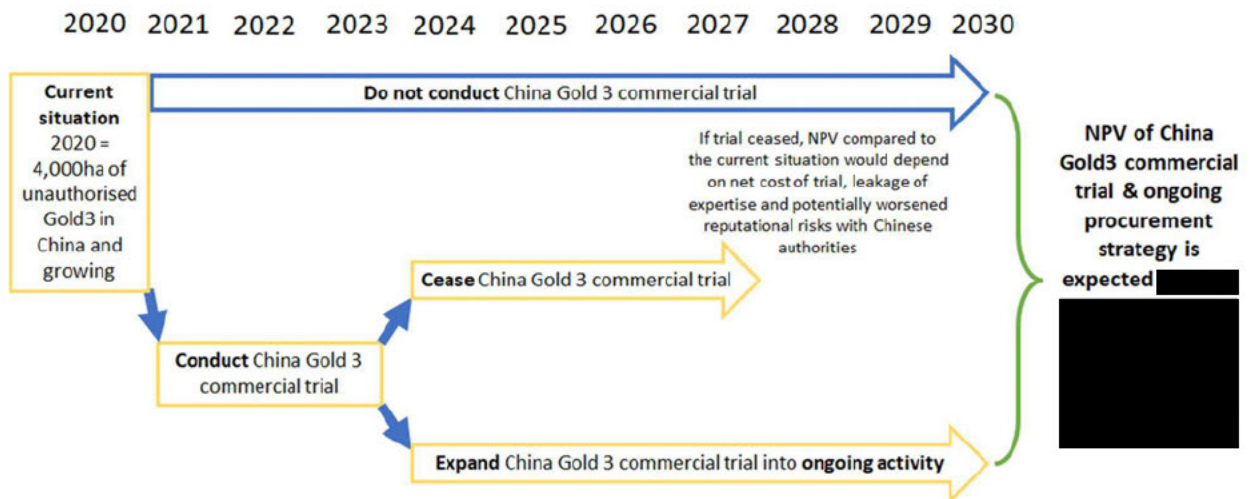 2020 2021 2022 2023 2024 2025 2026 2027 2028 2029 2030
Current
situation
2020 =
4,000ha of
unauthorised
Gold3 in
China and
growing
Do not conduct China Gold 3 commercial trial
If trial ceased, NPV compared to
the current situation would depend
on net cost of trial, leakage of
expertise and potentially worsened
reputational risks with Chinese
authorities
Cease China Gold 3 commercial trial
Conduct China Gold 3
commercial trial
Expand China Gold 3 commercial trial into ongoing activity
NPV of China
Gold3 commercial
trial & ongoing
procurement
strategy is
expected